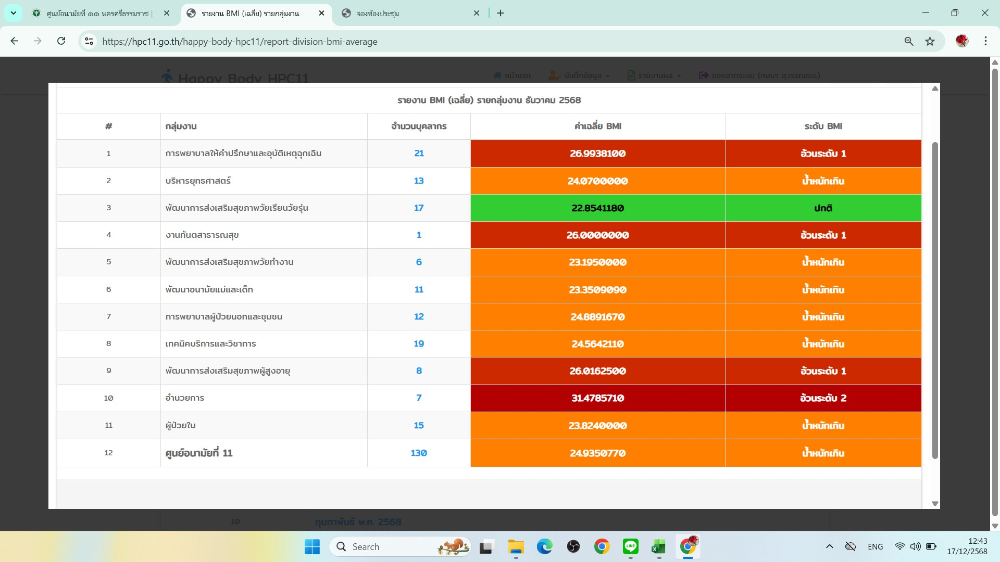 ศูนย์อนามัยที่ ๑๑ นครศรีธรรมราช |
รายงาน BMI (เฉลี่ย) รายกลุ่มงาน
จองห้องประชุม
https://hpc11.go.th/happy-body-hpc11/report-division-bmi-average
Happy Body HPC11
หน้าแรก
บันทึกข้อมูล
รายงานผล
ออกจากระบบ (กษมา สุวรรณธนะ)
รายงาน BMI (เฉลี่ย) รายกลุ่มงาน ธันวาคม 2568
# กลุ่มงาน จำนวนบุคลากร ค่าเฉลี่ย BMI ระดับ BMI
1 การพยาบาลให้คำปรึกษาและอุบัติเหตุฉุกเฉิน 21 26.9938100 อ้วนระดับ 1
2 บริหารยุทธศาสตร์ 13 24.0700000 น้ำหนักเกิน
3 พัฒนาการส่งเสริมสุขภาพวัยเรียนวัยรุ่น 17 22.8541180 ปกติ
4 งานทันตสาธารณสุข 1 26.0000000 อ้วนระดับ 1
5 พัฒนาการส่งเสริมสุขภาพวัยทำงาน 6 23.1950000 น้ำหนักเกิน
6 พัฒนาอนามัยแม่และเด็ก 11 23.3509090 น้ำหนักเกิน
7 การพยาบาลผู้ป่วยนอกและชุมชน 12 24.8891670 น้ำหนักเกิน
8 เทคนิคบริการและวิชาการ 19 24.5642110 น้ำหนักเกิน
9 พัฒนาการส่งเสริมสุขภาพผู้สูงอายุ 8 26.0162500 อ้วนระดับ 1
10 อำนวยการ 7 31.4785710 อ้วนระดับ 2
11 ผู้ป่วยใน 15 23.8240000 น้ำหนักเกิน
12 ศูนย์อนามัยที่ 11 130 24.9350770 น้ำหนักเกิน
10 กุมภาพันธ์ พ.ศ. 2568
Search
LINE
ENG
12:43
17/12/2568